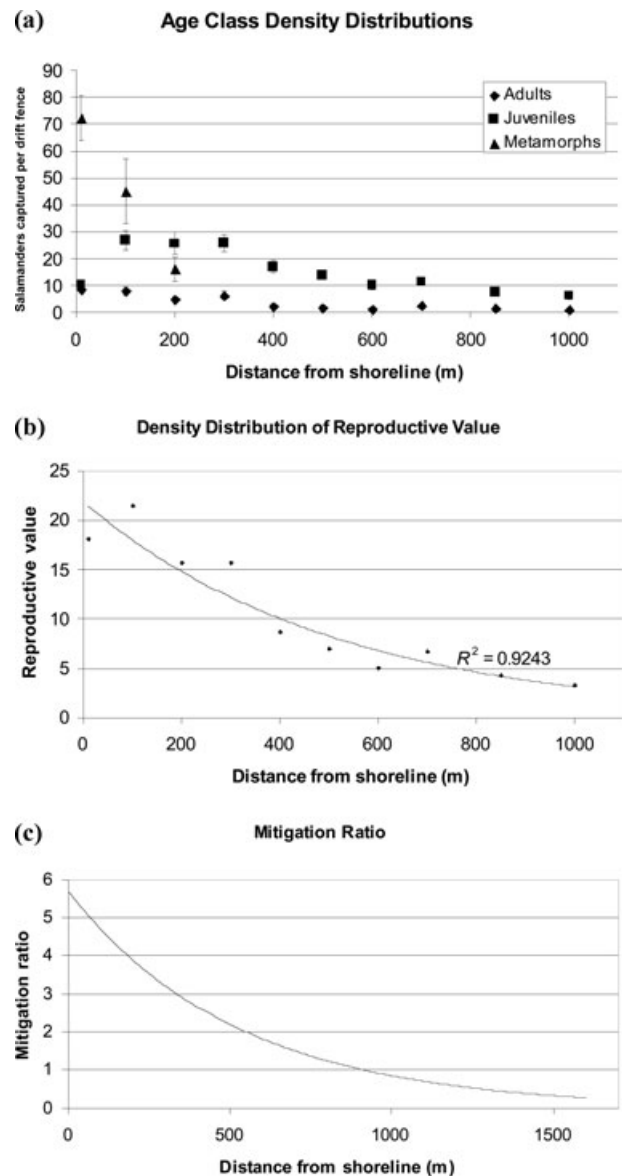 (a) Age Class Density Distributions
Salamanders captured per drift fence
90
80
70
60
50
40
30
20
10
0
Adults
Juveniles
Metamorphs
0 200 400 600 800 1000
Distance from shoreline (m)
(b) Density Distribution of Reproductive Value
Reproductive value
25
20
15
10
5
0
R² = 0.9243
0 200 400 600 800 1000
Distance from shoreline (m)
(c) Mitigation Ratio
Mitigation ratio
6
5
4
3
2
1
0
0 500 1000 1500
Distance from shoreline (m)